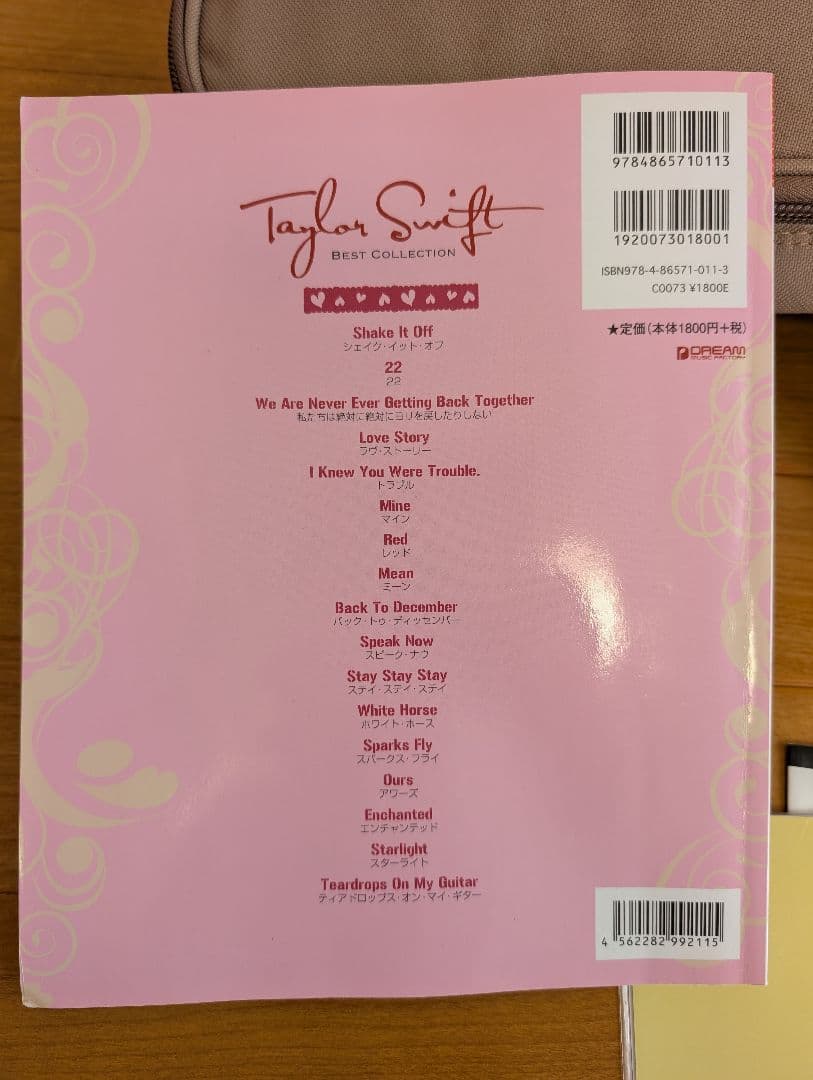 9784865710113
1920073018001
ISBN978-4-86571-011-3
C0073 ¥1800E
★定価(本体1800円+税)
DREAM
MUSIC FACTORY
Taylor Swift
BEST COLLECTION
Shake It Off
シェイク・イット・オフ
22
22
We Are Never Ever Getting Back Together
私たちは絶対に絶対にヨリを戻したりしない
Love Story
ラヴ・ストーリー
I Knew You Were Trouble.
トラブル
Mine
マイン
Red
レッド
Mean
ミーン
Back To December
バック・トゥ・ディッセンバー
Speak Now
スピーク・ナウ
Stay Stay Stay
ステイ・ステイ・ステイ
White Horse
ホワイト・ホース
Sparks Fly
スパークス・フライ
Ours
アワーズ
Enchanted
エンチャンテッド
Starlight
スターライト
Teardrops On My Guitar
ティアドロップス・オン・マイ・ギター
4 562282 992115